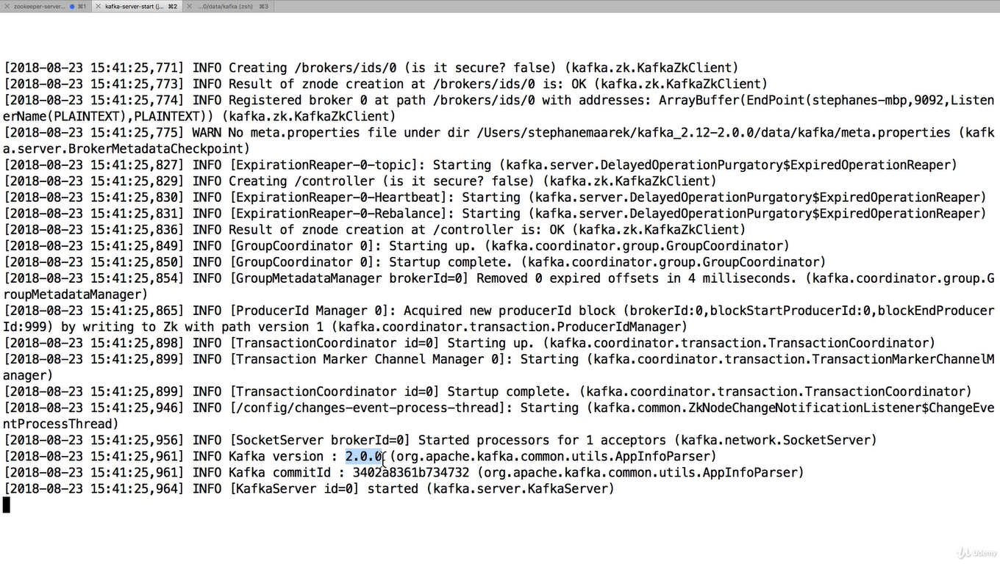 zookeeper-server... ⌘1 kafka-server-start (j... ⌘2 ...0/data/kafka (zsh) ⌘3
[2018-08-23 15:41:25,771] INFO Creating /brokers/ids/0 (is it secure? false) (kafka.zk.KafkaZkClient)
[2018-08-23 15:41:25,773] INFO Result of znode creation at /brokers/ids/0 is: OK (kafka.zk.KafkaZkClient)
[2018-08-23 15:41:25,774] INFO Registered broker 0 at path /brokers/ids/0 with addresses: ArrayBuffer(EndPoint(stephanes-mbp,9092,Listen
erName(PLAINTEXT),PLAINTEXT)) (kafka.zk.KafkaZkClient)
[2018-08-23 15:41:25,775] WARN No meta.properties file under dir /Users/stephanemaarek/kafka_2.12-2.0.0/data/kafka/meta.properties (kafk
a.server.BrokerMetadataCheckpoint)
[2018-08-23 15:41:25,827] INFO [ExpirationReaper-0-topic]: Starting (kafka.server.DelayedOperationPurgatory$ExpiredOperationReaper)
[2018-08-23 15:41:25,829] INFO Creating /controller (is it secure? false) (kafka.zk.KafkaZkClient)
[2018-08-23 15:41:25,830] INFO [ExpirationReaper-0-Heartbeat]: Starting (kafka.server.DelayedOperationPurgatory$ExpiredOperationReaper)
[2018-08-23 15:41:25,831] INFO [ExpirationReaper-0-Rebalance]: Starting (kafka.server.DelayedOperationPurgatory$ExpiredOperationReaper)
[2018-08-23 15:41:25,836] INFO Result of znode creation at /controller is: OK (kafka.zk.KafkaZkClient)
[2018-08-23 15:41:25,849] INFO [GroupCoordinator 0]: Starting up. (kafka.coordinator.group.GroupCoordinator)
[2018-08-23 15:41:25,850] INFO [GroupCoordinator 0]: Startup complete. (kafka.coordinator.group.GroupCoordinator)
[2018-08-23 15:41:25,854] INFO [GroupMetadataManager brokerId=0] Removed 0 expired offsets in 4 milliseconds. (kafka.coordinator.group.G
roupMetadataManager)
[2018-08-23 15:41:25,865] INFO [ProducerId Manager 0]: Acquired new producerId block (brokerId:0,blockStartProducerId:0,blockEndProducer
Id:999) by writing to Zk with path version 1 (kafka.coordinator.transaction.ProducerIdManager)
[2018-08-23 15:41:25,898] INFO [TransactionCoordinator id=0] Starting up. (kafka.coordinator.transaction.TransactionCoordinator)
[2018-08-23 15:41:25,899] INFO [Transaction Marker Channel Manager 0]: Starting (kafka.coordinator.transaction.TransactionMarkerChannelM
anager)
[2018-08-23 15:41:25,899] INFO [TransactionCoordinator id=0] Startup complete. (kafka.coordinator.transaction.TransactionCoordinator)
[2018-08-23 15:41:25,946] INFO [/config/changes-event-process-thread]: Starting (kafka.common.ZkNodeChangeNotificationListener$ChangeEve
ntProcessThread)
[2018-08-23 15:41:25,956] INFO [SocketServer brokerId=0] Started processors for 1 acceptors (kafka.network.SocketServer)
[2018-08-23 15:41:25,961] INFO Kafka version : 2.0.0 (org.apache.kafka.common.utils.AppInfoParser)
[2018-08-23 15:41:25,961] INFO Kafka commitId : 3402a8361b734732 (org.apache.kafka.common.utils.AppInfoParser)
[2018-08-23 15:41:25,964] INFO [KafkaServer id=0] started (kafka.server.KafkaServer)
Udemy